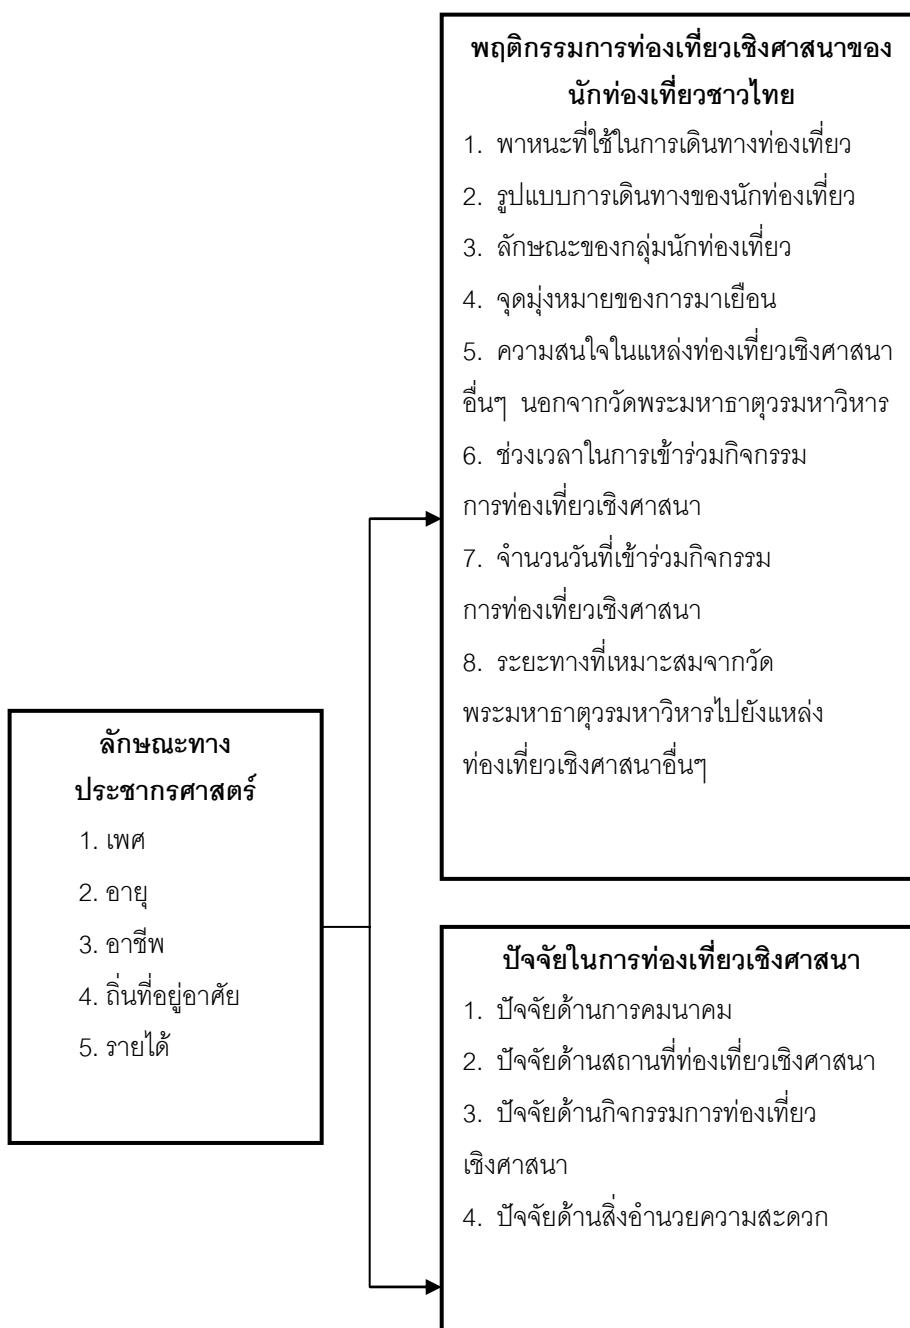 พฤติกรรมการท่องเที่ยวเชิงศาสนาของ
นักท่องเที่ยวชาวไทย
1. พาหนะที่ใช้ในการเดินทางท่องเที่ยว
2. รูปแบบการเดินทางของนักท่องเที่ยว
3. ลักษณะของกลุ่มนักท่องเที่ยว
4. จุดมุ่งหมายของการมาเยือน
5. ความสนใจในแหล่งท่องเที่ยวเชิงศาสนา
อื่นๆ นอกจากวัดพระมหาธาตุวรมหาวิหาร
6. ช่วงเวลาในการเข้าร่วมกิจกรรม
การท่องเที่ยวเชิงศาสนา
7. จำนวนวันที่เข้าร่วมกิจกรรม
การท่องเที่ยวเชิงศาสนา
8. ระยะทางที่เหมาะสมจากวัด
พระมหาธาตุวรมหาวิหารไปยังแหล่ง
ท่องเที่ยวเชิงศาสนาอื่นๆ
ลักษณะทาง
ประชากรศาสตร์
1. เพศ
2. อายุ
3. อาชีพ
4. ถิ่นที่อยู่อาศัย
5. รายได้
ปัจจัยในการท่องเที่ยวเชิงศาสนา
1. ปัจจัยด้านการคมนาคม
2. ปัจจัยด้านสถานที่ท่องเที่ยวเชิงศาสนา
3. ปัจจัยด้านกิจกรรมการท่องเที่ยว
เชิงศาสนา
4. ปัจจัยด้านสิ่งอำนวยความสะดวก